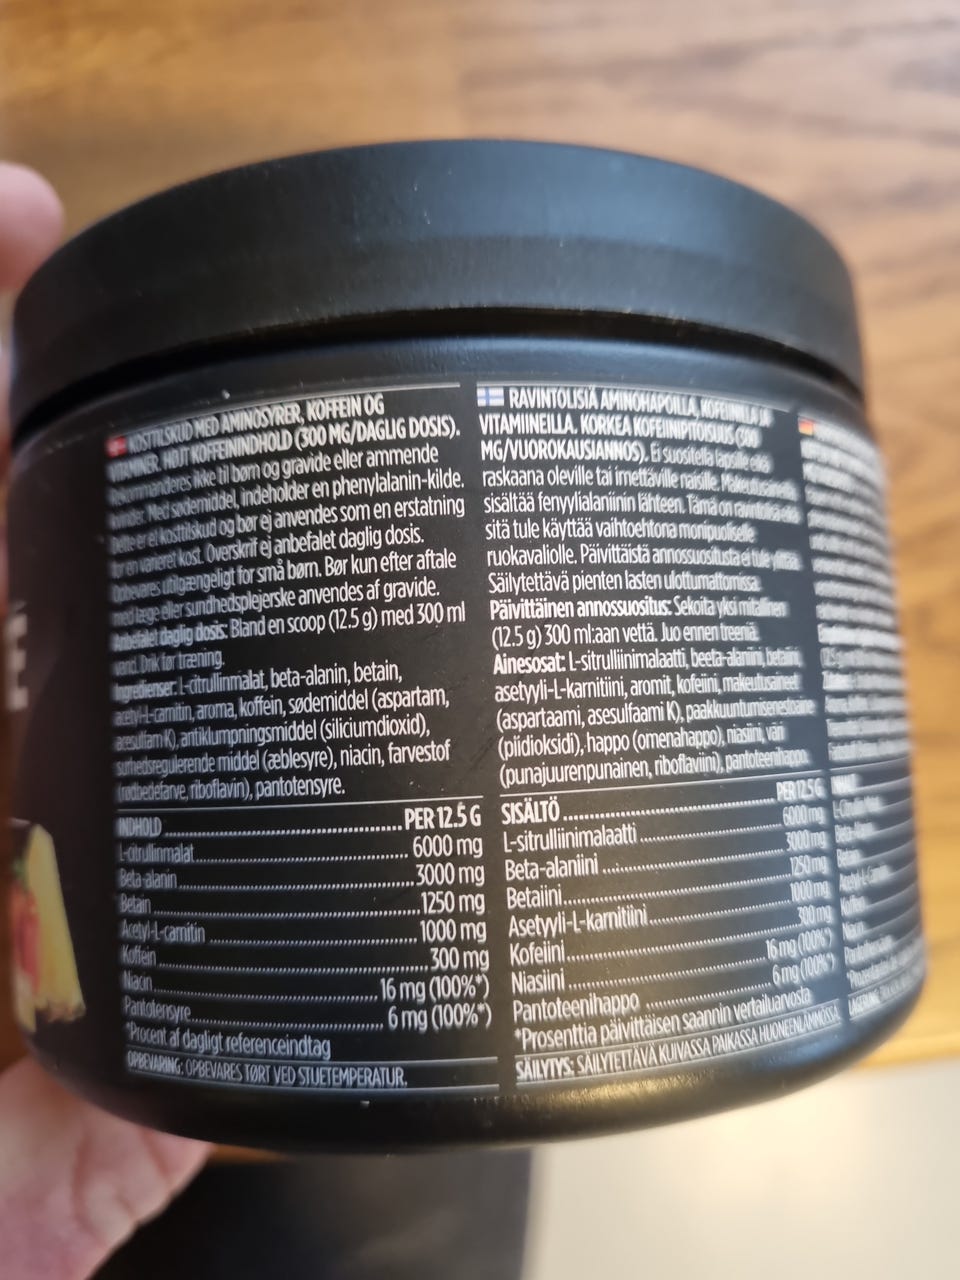 KOSTTILSKUD MED AMINOSYRER, KOFFEIN OG
VITAMINER. HØJT KOFFEININDHOLD (300 MG/DAGLIG DOSIS).
Rekommanderes ikke til børn og gravide eller ammende
kvinder. Med sødemiddel, indeholder en phenylalanin-kilde.
Dette er et kosttilskud og bør ej anvendes som en erstatning
for en varieret kost. Overskrif ej anbefalet daglig dosis.
Opbevares utilgængeligt for små børn. Bør kun efter aftale
med læge eller sundhedsplejerske anvendes af gravide.
Anbefalet daglig dosis: Bland en scoop (12.5 g) med 300 ml
vand. Drik før træning.
Ingredienser: L-citrullinmalat, beta-alanin, betain,
acetyl-L-carnitin, aroma, koffein, sødemiddel (aspartam,
acesulfam K), antiklumpningsmiddel (siliciumdioxid),
surhedsregulerende middel (æblesyre), niacin, farvestof
(rødbedefarve, riboflavin), pantotensyre.
INDHOLD ........ PER 12.5 G
L-citrullinmalat ........ 6000 mg
Beta-alanin ........ 3000 mg
Betain ........ 1250 mg
Acetyl-L-carnitin ........ 1000 mg
Koffein ........ 300 mg
Niacin ........ 16 mg (100%*)
Pantotensyre ........ 6 mg (100%*)
*Procent af dagligt referenceindtag
OPBEVARING: OPBEVARES TØRT VED STUETEMPERATUR.
RAVINTOLISIÄ AMINOHAPOILLA, KOFEIINILLA JA
VITAMIINEILLA. KORKEA KOFEIINIPITOISUUS (300
MG/VUOROKAUSIANNOS). Ei suositella lapsille eikä
raskaana oleville tai imettäville naisille. Makeutusainetta
sisältää fenyylialaniinin lähteen. Tämä on ravintolisä eikä
sitä tule käyttää vaihtoehtona monipuoliselle
ruokavaliolle. Päivittäistä annossuositusta ei tule ylittää.
Säilytettävä pienten lasten ulottumattomissa.
Päivittäinen annossuositus: Sekoita yksi mitallinen
(12.5 g) 300 ml:aan vettä. Juo ennen treeniä.
Ainesosat: L-sitrulliinimalaatti, beeta-alaniini, betaiini,
asetyyli-L-karnitiini, aromit, kofeiini, makeutusaineet
(aspartaami, asesulfaami K), paakkuuntumisenestoaine
(piidioksidi), happo (omenahappo), niasiini, väri
(punajuurenpunainen, riboflaviini), pantoteenihappo.
SISÄLTÖ ........ PER 12.5 G
L-sitrulliinimalaatti ........ 6000 mg
Beta-alaniini ........ 3000 mg
Betaiini ........ 1250 mg
Asetyyli-L-karnitiini ........ 1000 mg
Kofeiini ........ 300 mg
Niasiini ........ 16 mg (100%*)
Pantoteenihappo ........ 6 mg (100%*)
*Prosenttia päivittäisen saannin vertailuarvosta
SÄILYTYS: SÄILYTETTÄVÄ KUIVASSA PAIKASSA HUONEENLÄMMÖSSÄ